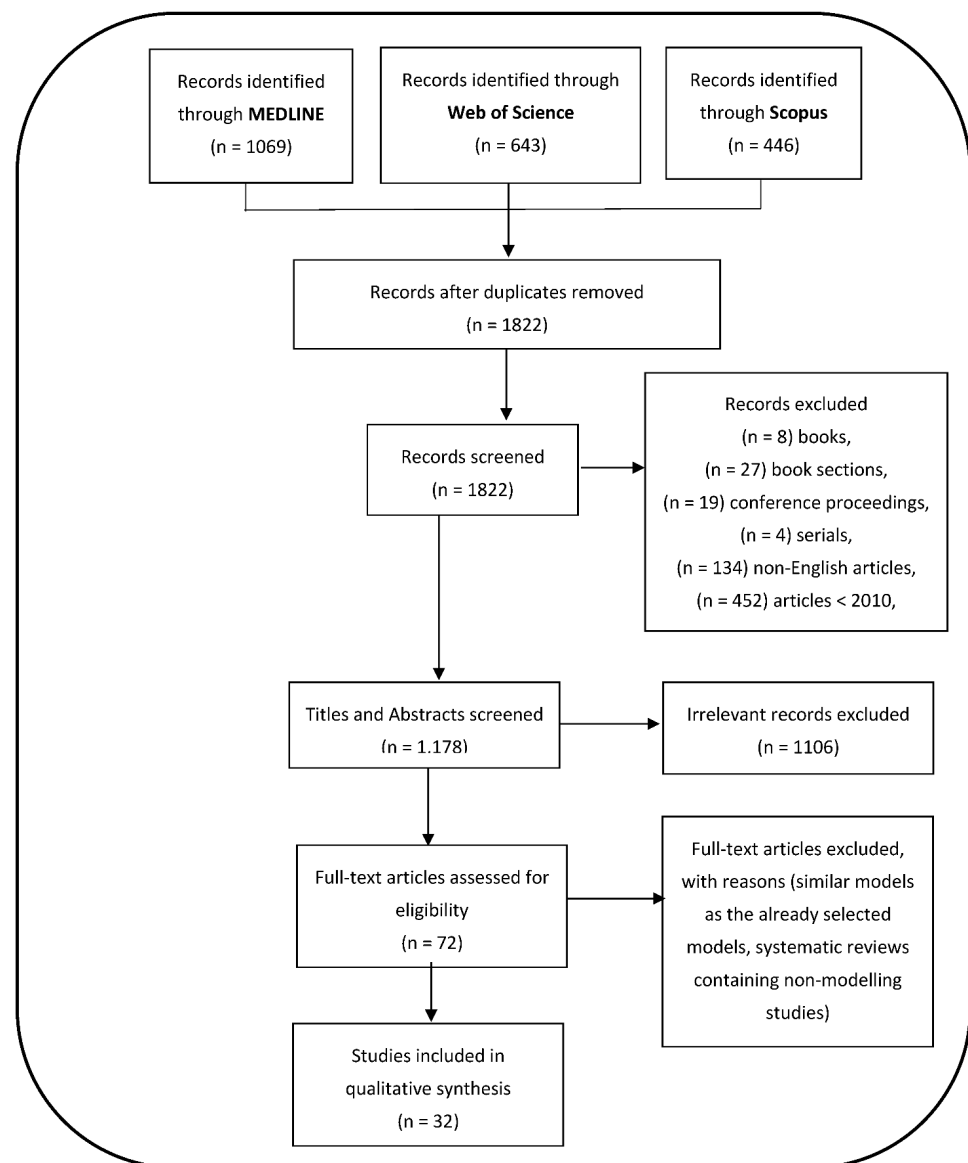 Records identified
through MEDLINE
(n = 1069)
Records identified through
Web of Science
(n = 643)
Records identified
through Scopus
(n = 446)
Records after duplicates removed
(n = 1822)
Records screened
(n = 1822)
Records excluded
(n = 8) books,
(n = 27) book sections,
(n = 19) conference proceedings,
(n = 4) serials,
(n = 134) non-English articles,
(n = 452) articles < 2010,
Titles and Abstracts screened
(n = 1.178)
Irrelevant records excluded
(n = 1106)
Full-text articles assessed for
eligibility
(n = 72)
Full-text articles excluded,
with reasons (similar models
as the already selected
models, systematic reviews
containing non-modelling
studies)
Studies included in
qualitative synthesis
(n = 32)